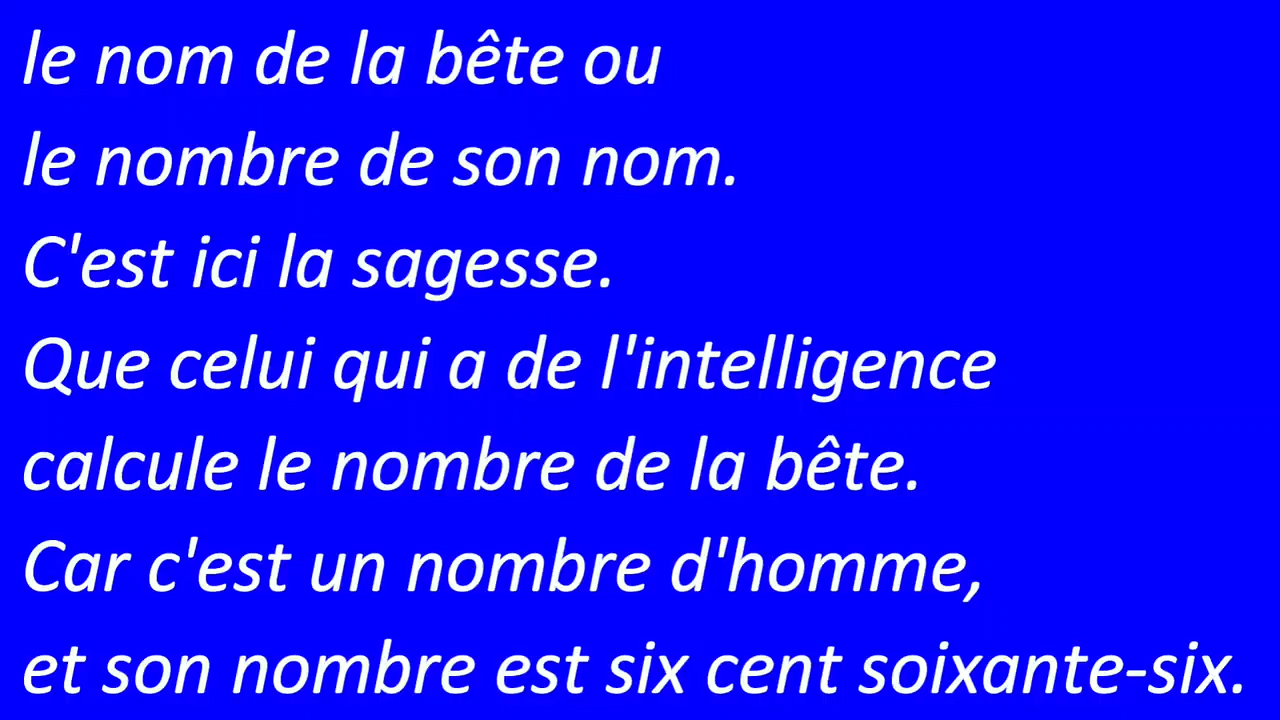 le nom de la bête ou
le nombre de son nom.
C'est ici la sagesse.
Que celui qui a de l'intelligence
calcule le nombre de la bête.
Car c'est un nombre d'homme,
et son nombre est six cent soixante-six.